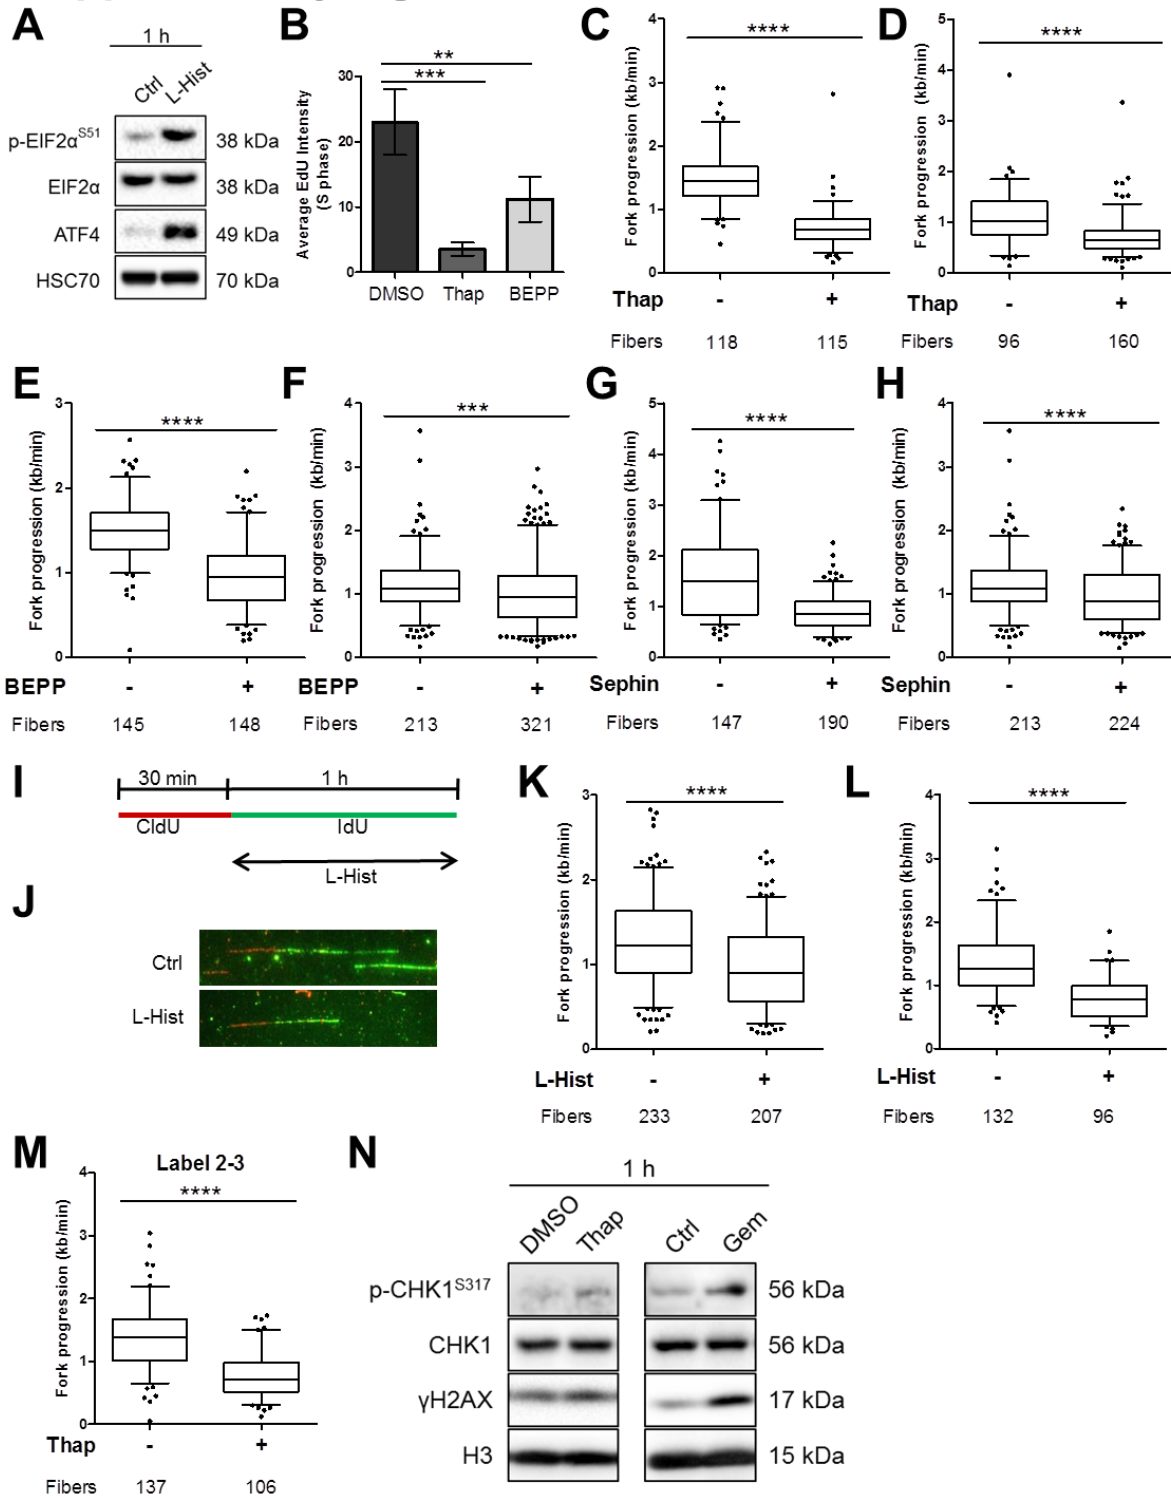 A
1 h
Ctrl
L-Hist
p-EIF2αS51
38 kDa
EIF2α
38 kDa
ATF4
49 kDa
HSC70
70 kDa
B
**
***
Average EdU Intensity
(S phase)
30
20
10
0
DMSO Thap BEPP
C
****
Fork progression (kb/min)
4
3
2
1
0
Thap - +
Fibers 118 115
D
****
Fork progression (kb/min)
5
4
3
2
1
0
Thap - +
Fibers 96 160
E
****
Fork progression (kb/min)
3
2
1
0
BEPP - +
Fibers 145 148
F
***
Fork progression (kb/min)
4
3
2
1
0
BEPP - +
Fibers 213 321
G
****
Fork progression (kb/min)
5
4
3
2
1
0
Sephin - +
Fibers 147 190
H
****
Fork progression (kb/min)
4
3
2
1
0
Sephin - +
Fibers 213 224
I
30 min 1 h
CldU IdU
L-Hist
J
Ctrl
L-Hist
K
****
Fork progression (kb/min)
3
2
1
0
L-Hist - +
Fibers 233 207
L
****
Fork progression (kb/min)
4
3
2
1
0
L-Hist - +
Fibers 132 96
M
Label 2-3
****
Fork progression (kb/min)
4
3
2
1
0
Thap - +
Fibers 137 106
N
1 h
DMSO Thap Ctrl Gem
p-CHK1S317 56 kDa
CHK1 56 kDa
γH2AX 17 kDa
H3 15 kDa